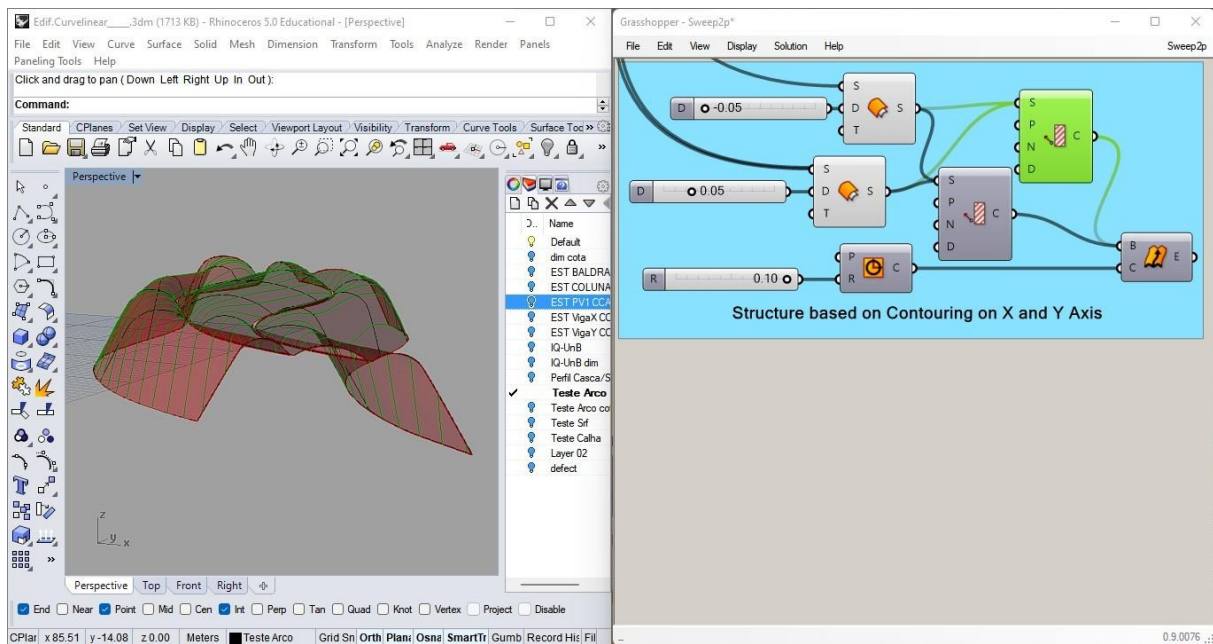 Edif.Curvelinear____.3dm (1713 KB) - Rhinoceros 5.0 Educational - [Perspective]
File Edit View Curve Surface Solid Mesh Dimension Transform Tools Analyze Render Panels
Paneling Tools Help
Click and drag to pan ( Down Left Right Up In Out ):
Command:
Standard CPlanes Set View Display Select Viewport Layout Visibility Transform Curve Tools Surface Toc »
»
Perspective
z
y x
»
D.. Name
Default
dim cota
EST BALDRA
EST COLUNA
EST PV1 CCA
EST VigaX CC
EST VigaY CC
IQ-UnB
IQ-UnB dim
Perfil Casca/S
Teste Arco
Teste Arco co
Teste Srf
Teste Calha
Layer 02
defect
Perspective Top Front Right
End Near Point Mid Cen Int Perp Tan Quad Knot Vertex Project Disable
CPlar x 85.51 y -14.08 z 0.00 Meters Teste Arco Grid Sn Orth Plana Osna SmartTr Gumb Record His Fil
Grasshopper - Sweep2p*
File Edit View Display Solution Help Sweep2p
D -0.05
S
D S
T
D 0.05
S
D S
T
S
P
N C
D
S
P
N C
D
R 0.10
P
R C
B
C E
Structure based on Contouring on X and Y Axis
0.9.0076